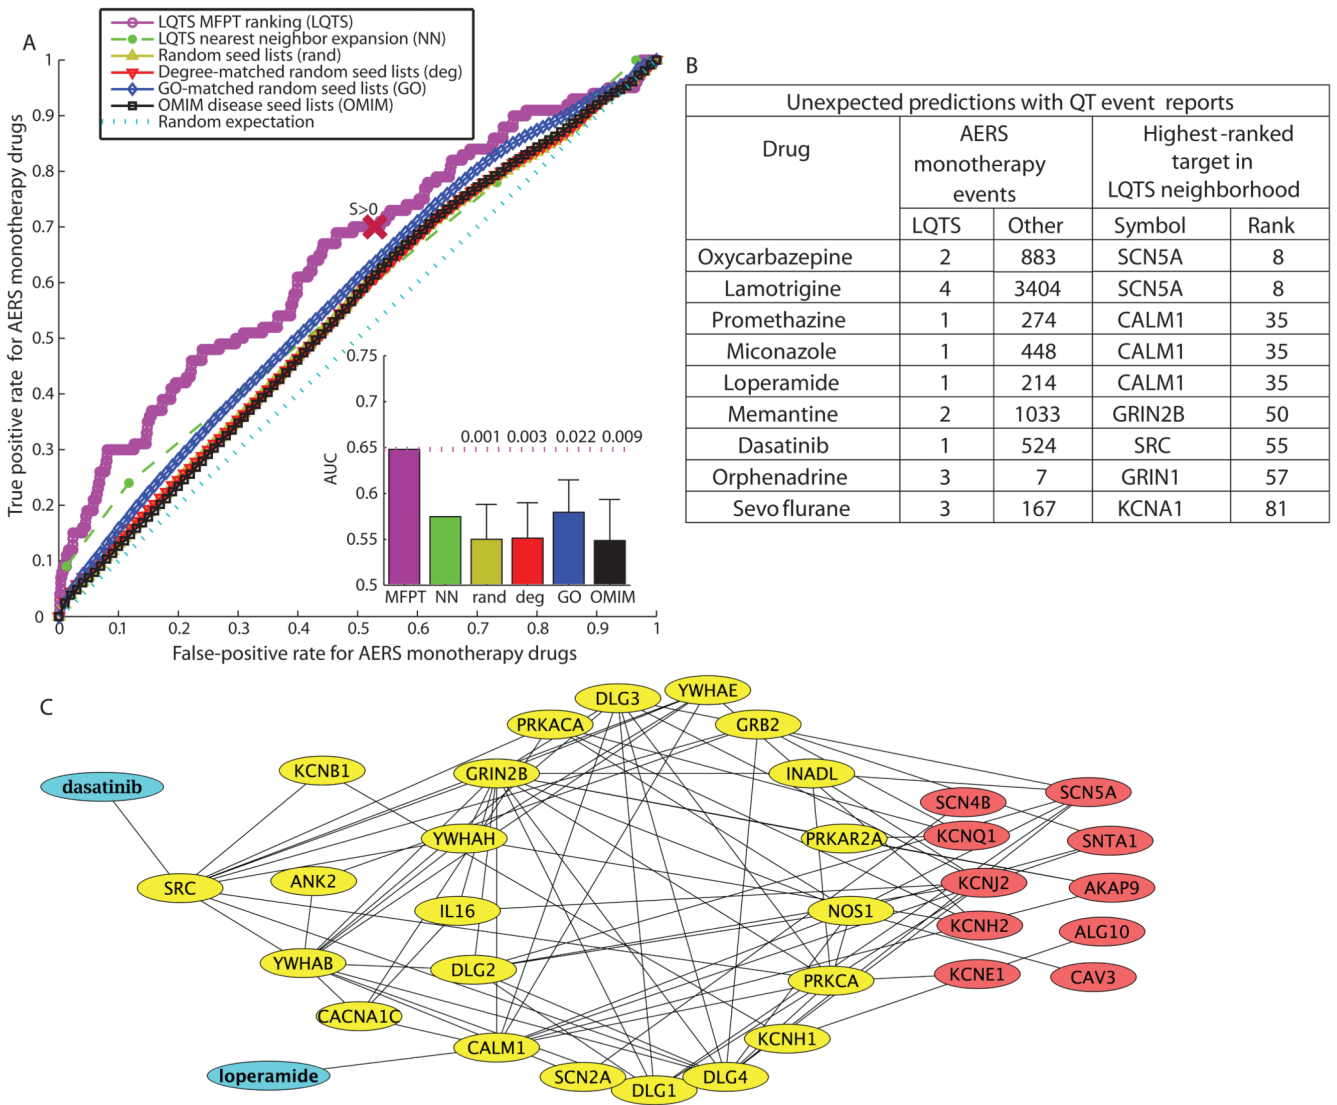 A
LQTS MFPT ranking (LQTS)
LQTS nearest neighbor expansion (NN)
Random seed lists (rand)
Degree-matched random seed lists (deg)
GO-matched random seed lists (GO)
OMIM disease seed lists (OMIM)
Random expectation
True positive rate for AERS monotherapy drugs
1
0.9
0.8
0.7
0.6
0.5
0.4
0.3
0.2
0.1
0
S>0
0 0.1 0.2 0.3 0.4 0.5 0.6 0.7 0.8 0.9 1
False-positive rate for AERS monotherapy drugs
AUC
0.75
0.7
0.65
0.6
0.55
0.5
0.001 0.003 0.022 0.009
MFPT NN rand deg GO OMIM
B
Unexpected predictions with QT event reports
Drug
AERS
monotherapy
events
Highest-ranked
target in
LQTS neighborhood
LQTS Other Symbol Rank
Oxycarbazepine 2 883 SCN5A 8
Lamotrigine 4 3404 SCN5A 8
Promethazine 1 274 CALM1 35
Miconazole 1 448 CALM1 35
Loperamide 1 214 CALM1 35
Memantine 2 1033 GRIN2B 50
Dasatinib 1 524 SRC 55
Orphenadrine 3 7 GRIN1 57
Sevoflurane 3 167 KCNA1 81
C
DLG3
YWHAE
PRKACA
GRB2
KCNB1
GRIN2B
INADL
dasatinib
SCN4B
SCN5A
YWHAH
PRKAR2A
KCNQ1
SNTA1
SRC
ANK2
KCNJ2
AKAP9
IL16
NOS1
KCNH2
ALG10
YWHAB
DLG2
PRKCA
KCNE1
CAV3
CACNA1C
KCNH1
CALM1
loperamide
SCN2A
DLG1
DLG4